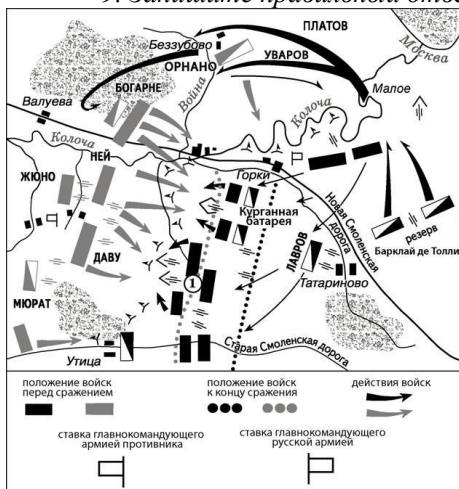 ПЛАТОВ
Москва
Беззубово
УВАРОВ
ОРНАНО
Малое
БОГАРНЕ
Война
Валуева
Колоча
Колоча
НЕЙ
ЖЮНО
Горки
Курганная
батарея
Новая Смоленская
дорога
резерв
Барклай де Толли
ЛАВРОВ
ДАВУ
Татариново
1
МЮРАТ
Старая Смоленская дорога
Утица
положение войск
перед сражением
положение войск
к концу сражения
действия войск
ставка главнокомандующего
армией противника
ставка главнокомандующего
русской армией